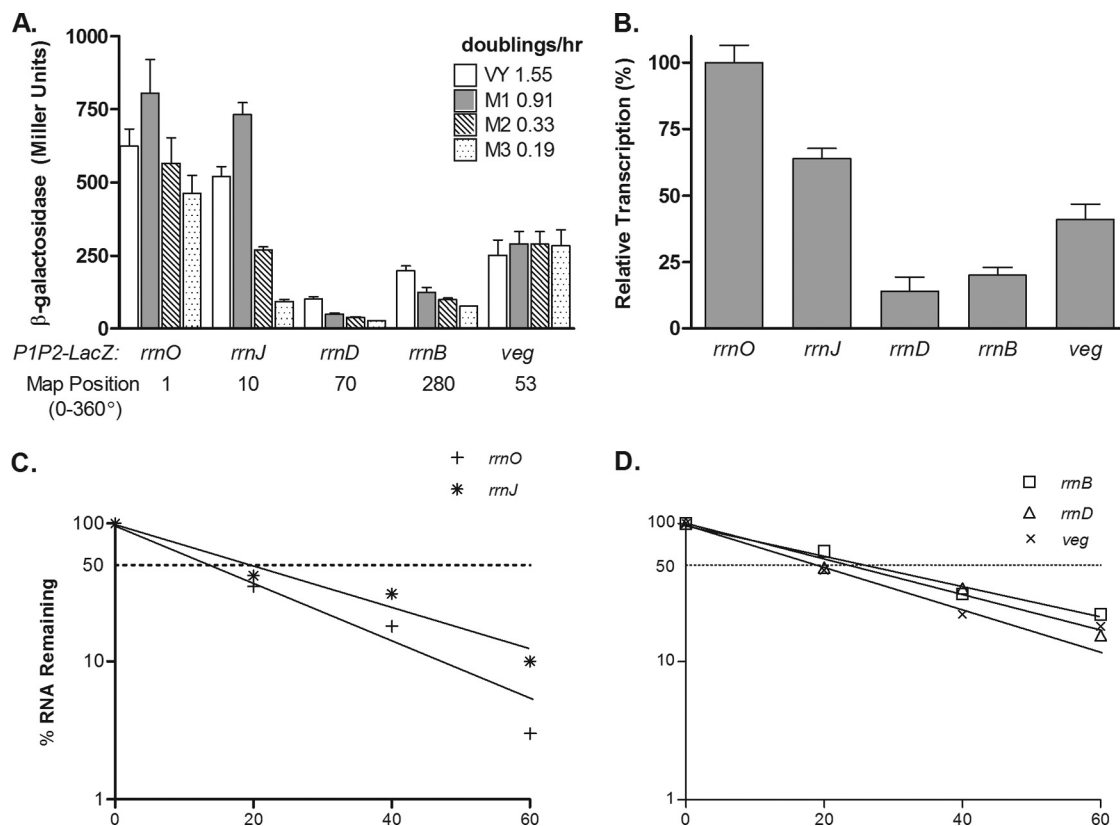 A.
1000
750
500
250
0
β-galactosidase (Miller Units)
doublings/hr
VY 1.55
M1 0.91
M2 0.33
M3 0.19
P1P2-LacZ: rrnO rrnJ rrnD rrnB veg
Map Position 1 10 70 280 53
(0-360°)
B.
100
75
50
25
0
Relative Transcription (%)
rrnO rrnJ rrnD rrnB veg
C.
rrnO
rrnJ
100
50
10
1
% RNA Remaining
0 20 40 60
D.
rrnB
rrnD
veg
100
50
10
1
0 20 40 60